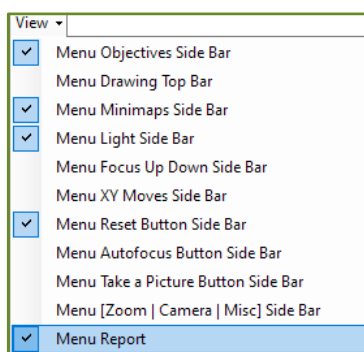 View
Menu Objectives Side Bar
Menu Drawing Top Bar
Menu Minimaps Side Bar
Menu Light Side Bar
Menu Focus Up Down Side Bar
Menu XY Moves Side Bar
Menu Reset Button Side Bar
Menu Autofocus Button Side Bar
Menu Take a Picture Button Side Bar
Menu [Zoom | Camera | Misc] Side Bar
Menu Report